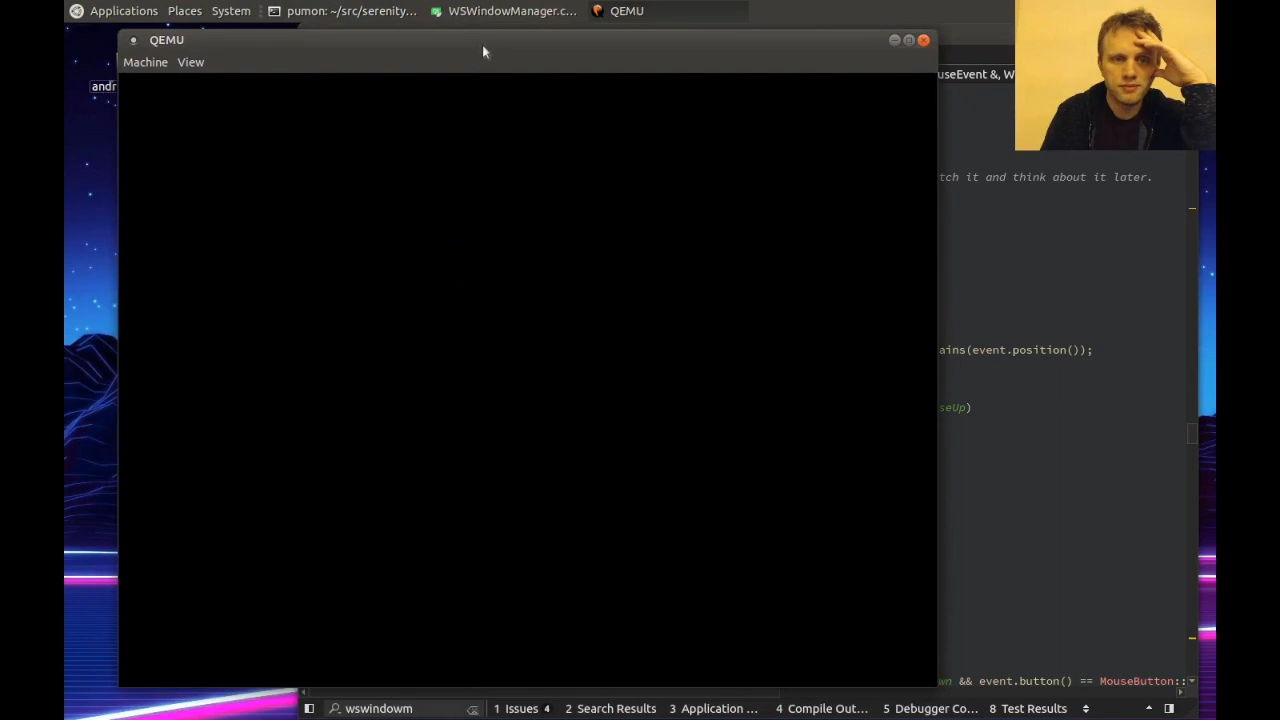 Applications Places System pumon: ~/src/serenity... WSWindowManager.c... QEMU
QEMU
Machine View
useEvent &, W
andr
tch it and think about it later.
ains(event.position());
seUp)
wn && event.button() == MouseButton::
wswindowm 1 Issues 4 2 Search Results 3 Application ... 4 Compile Out... 5 Debugger Co... 8 Test Results